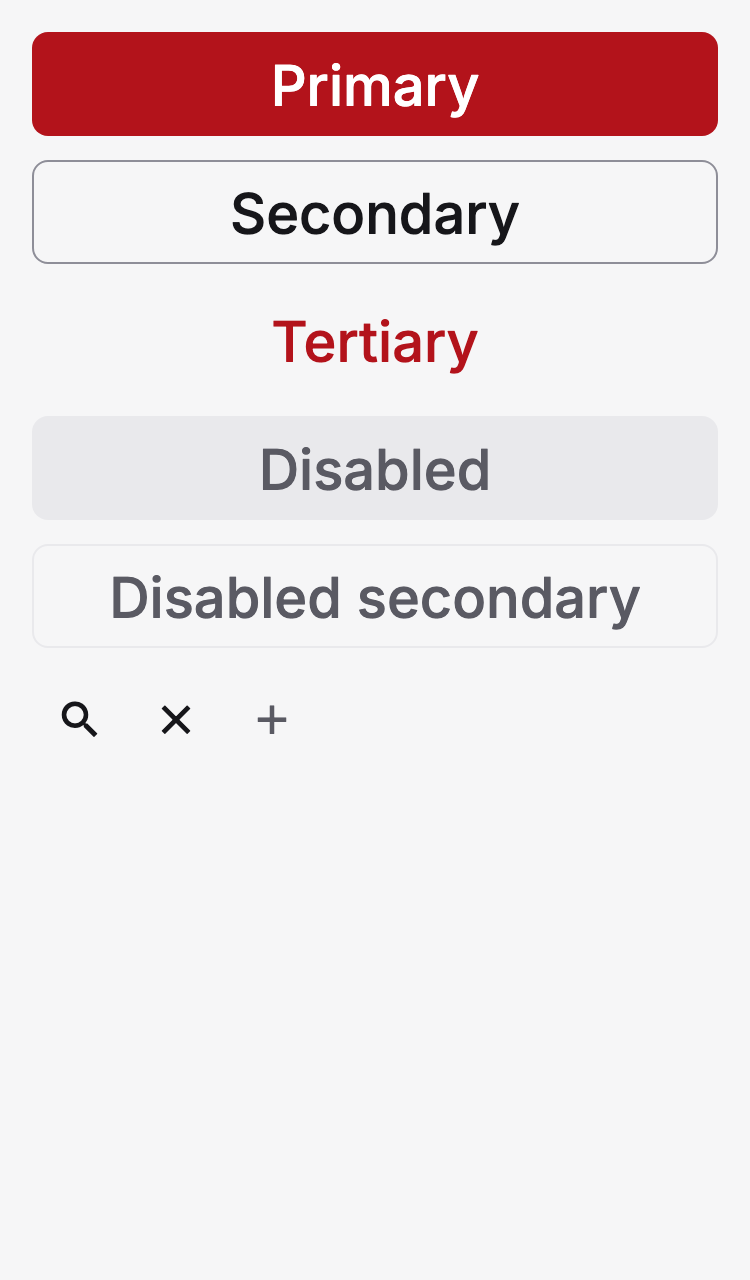 Primary
Secondary
Tertiary
Disabled
Disabled secondary